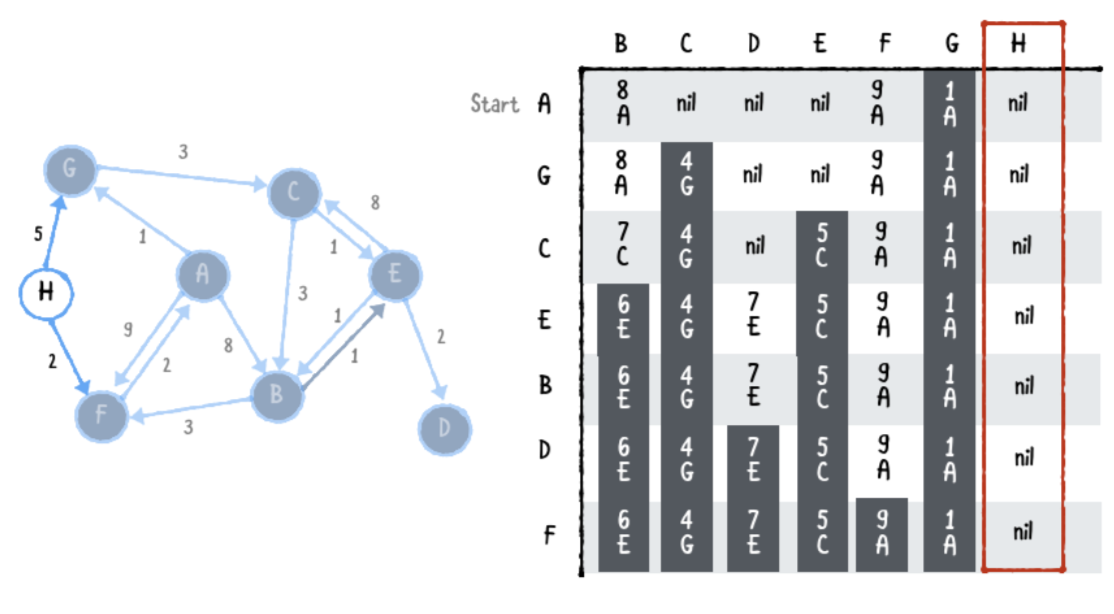 B C D E F G H
Start A
8 nil nil nil 9 1 nil
A A A
G
8 4 nil nil 9 1 nil
A G A A
C
7 4 nil 5 9 1 nil
C G C A A
E
6 4 7 5 9 1 nil
E G E C A A
B
6 4 7 5 9 1 nil
E G E C A A
D
6 4 7 5 9 1 nil
E G E C A A
F
6 4 7 5 9 1 nil
E G E C A A
G
3
C
8
5
1
1
A
E
H
3
9
1
2
8
1
2
2
B
F
3
D